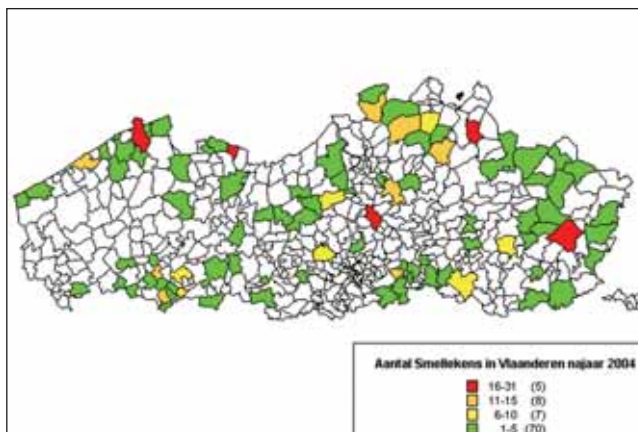 Aantal Smellekens in Vlaanderen najaar 2004
16-31 (5)
11-15 (8)
6-10 (7)
1-5 (70)